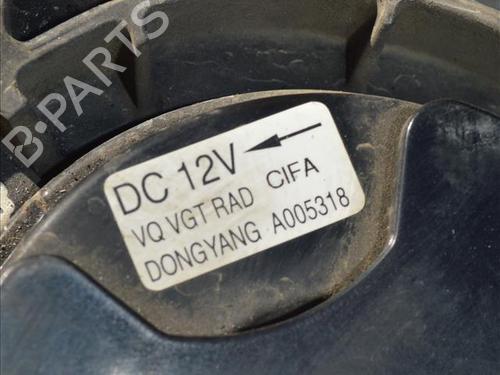 B-PARTS
DC 12V
VQ VGT RAD CIFA
DONGYANG A005318